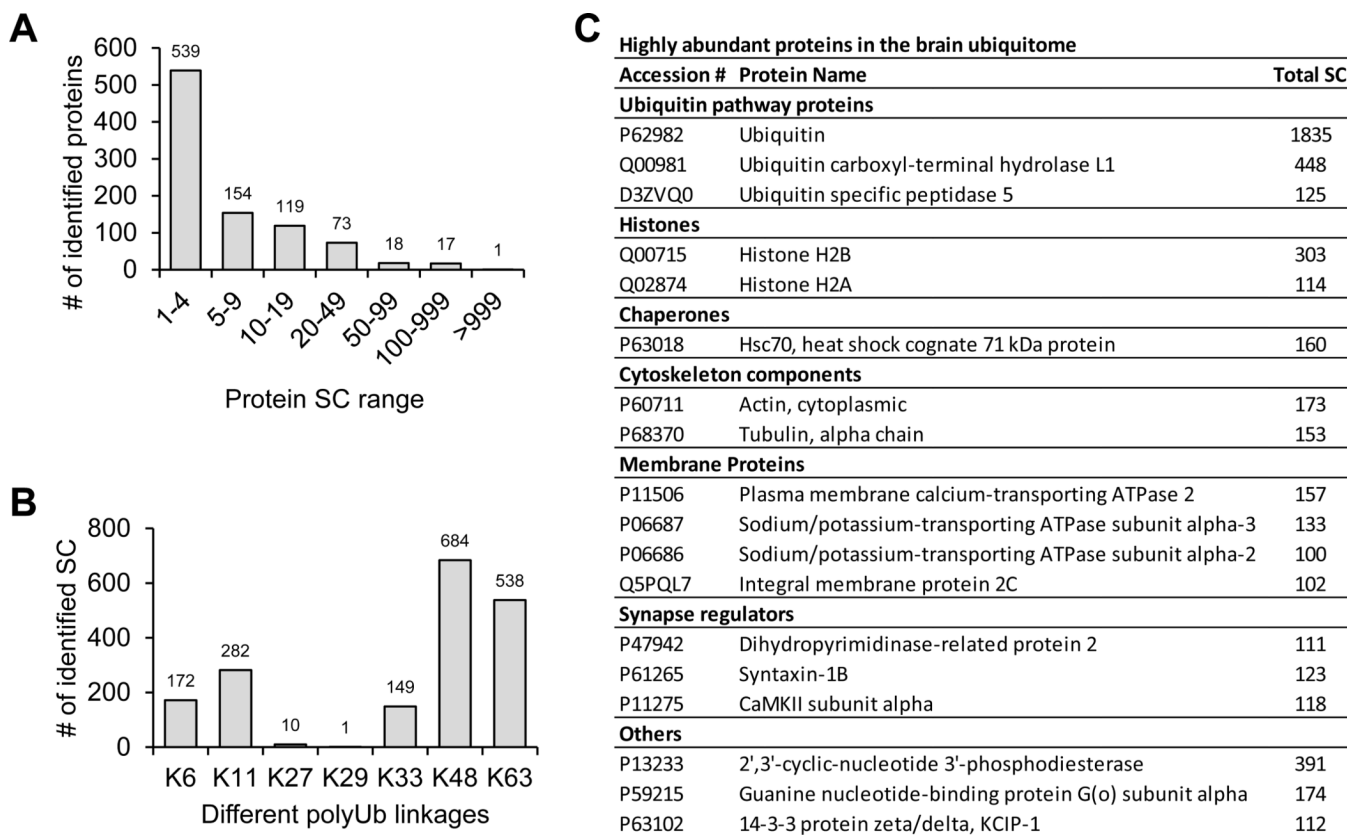 A
# of identified proteins
600
500
400
300
200
100
0
539
154
119
73
18
17
1
1-4
5-9
10-19
20-49
50-99
100-999
>999
Protein SC range
B
# of identified SC
800
600
400
200
0
172
282
10
1
149
684
538
K6 K11 K27 K29 K33 K48 K63
Different polyUb linkages
C
Highly abundant proteins in the brain ubiquitome
Accession # Protein Name Total SC
Ubiquitin pathway proteins
P62982 Ubiquitin 1835
Q00981 Ubiquitin carboxyl-terminal hydrolase L1 448
D3ZVQ0 Ubiquitin specific peptidase 5 125
Histones
Q00715 Histone H2B 303
Q02874 Histone H2A 114
Chaperones
P63018 Hsc70, heat shock cognate 71 kDa protein 160
Cytoskeleton components
P60711 Actin, cytoplasmic 173
P68370 Tubulin, alpha chain 153
Membrane Proteins
P11506 Plasma membrane calcium-transporting ATPase 2 157
P06687 Sodium/potassium-transporting ATPase subunit alpha-3 133
P06686 Sodium/potassium-transporting ATPase subunit alpha-2 100
Q5PQL7 Integral membrane protein 2C 102
Synapse regulators
P47942 Dihydropyrimidinase-related protein 2 111
P61265 Syntaxin-1B 123
P11275 CaMKII subunit alpha 118
Others
P13233 2',3'-cyclic-nucleotide 3'-phosphodiesterase 391
P59215 Guanine nucleotide-binding protein G(o) subunit alpha 174
P63102 14-3-3 protein zeta/delta, KCIP-1 112